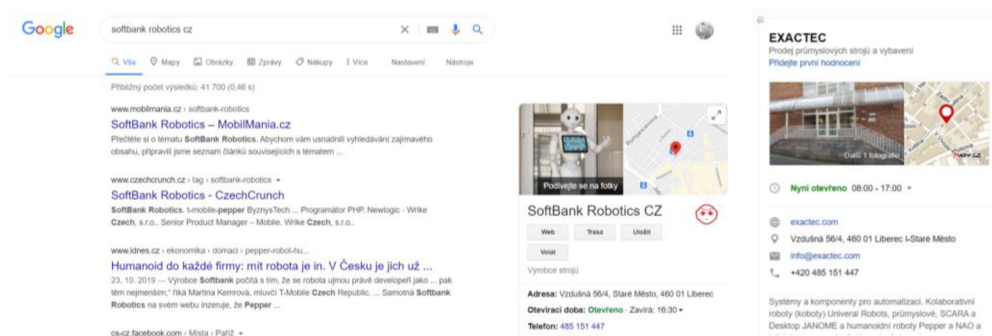 Google
softbank robotics cz
Vše Mapy Obrázky Zprávy Nákupy Více Nastavení Nástroje
Přibližný počet výsledků: 41 700 (0,46 s)
www.mobilmania.cz › softbank-robotics
SoftBank Robotics – MobilMania.cz
Přečtěte si o tématu SoftBank Robotics. Abychom vám usnadnili vyhledávání zajímavého
obsahu, připravili jsme seznam článků souvisejících s tématem ...
www.czechcrunch.cz › tag › softbank-robotics
SoftBank Robotics - CzechCrunch
SoftBank Robotics. t-mobile-pepper ByznysTech ... Programátor PHP. Newlogic · Wrike
Czech, s.r.o.. Senior Product Manager – Mobile. Wrike Czech, s.r.o..
www.idnes.cz › ekonomika › domaci › pepper-robot-hu...
Humanoid do každé firmy: mít robota je in. V Česku je jich už ...
23. 10. 2019 — Výrobce Softbank počítá s tím, že se robota ujmou právě developeři jako ... pak
těm nejmenším," říká Martina Kemrová, mluvčí T-Mobile Czech Republic. ... Samotná Softbank
Robotics na svém webu inzeruje, že Pepper ...
cs-cz.facebook.com › Místa › Paříž
Podívejte se na fotky
SoftBank Robotics CZ
Web Trasa Uložit
Volat
Výrobce strojů
Adresa: Vzdušná 56/4, Staré Město, 460 01 Liberec
Otevírací doba: Otevřeno · Zavírá: 16:30
Telefon: 485 151 447
EXACTEC
Prodej průmyslových strojů a vybavení
Přidejte první hodnocení
Další 1 fotografie
Mapy.cz
Nyní otevřeno 08:00 - 17:00
exactec.com
Vzdušná 56/4, 460 01 Liberec I-Staré Město
info@exactec.com
+420 485 151 447
Systémy a komponenty pro automatizaci. Kolaborativní
roboty (koboty) Univeral Robots, průmyslové, SCARA a
Desktop JANOME a humanoidní roboty Pepper a NAO a